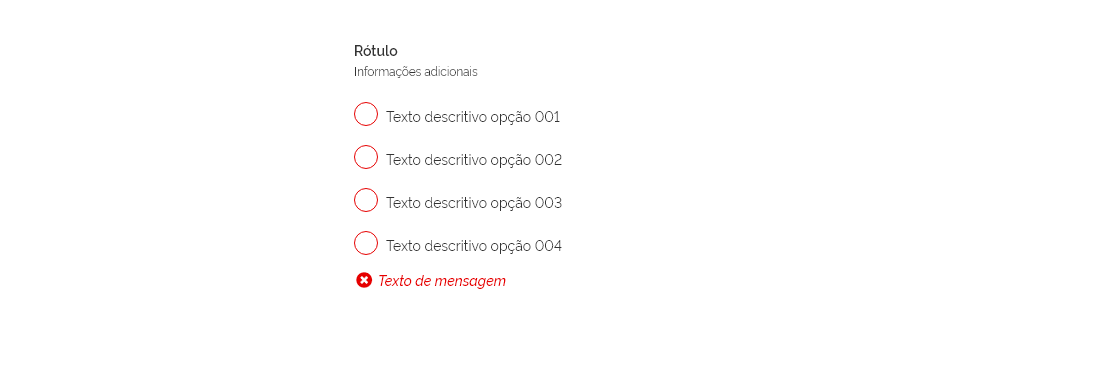 Rótulo
Informações adicionais
Texto descritivo opção 001
Texto descritivo opção 002
Texto descritivo opção 003
Texto descritivo opção 004
Texto de mensagem